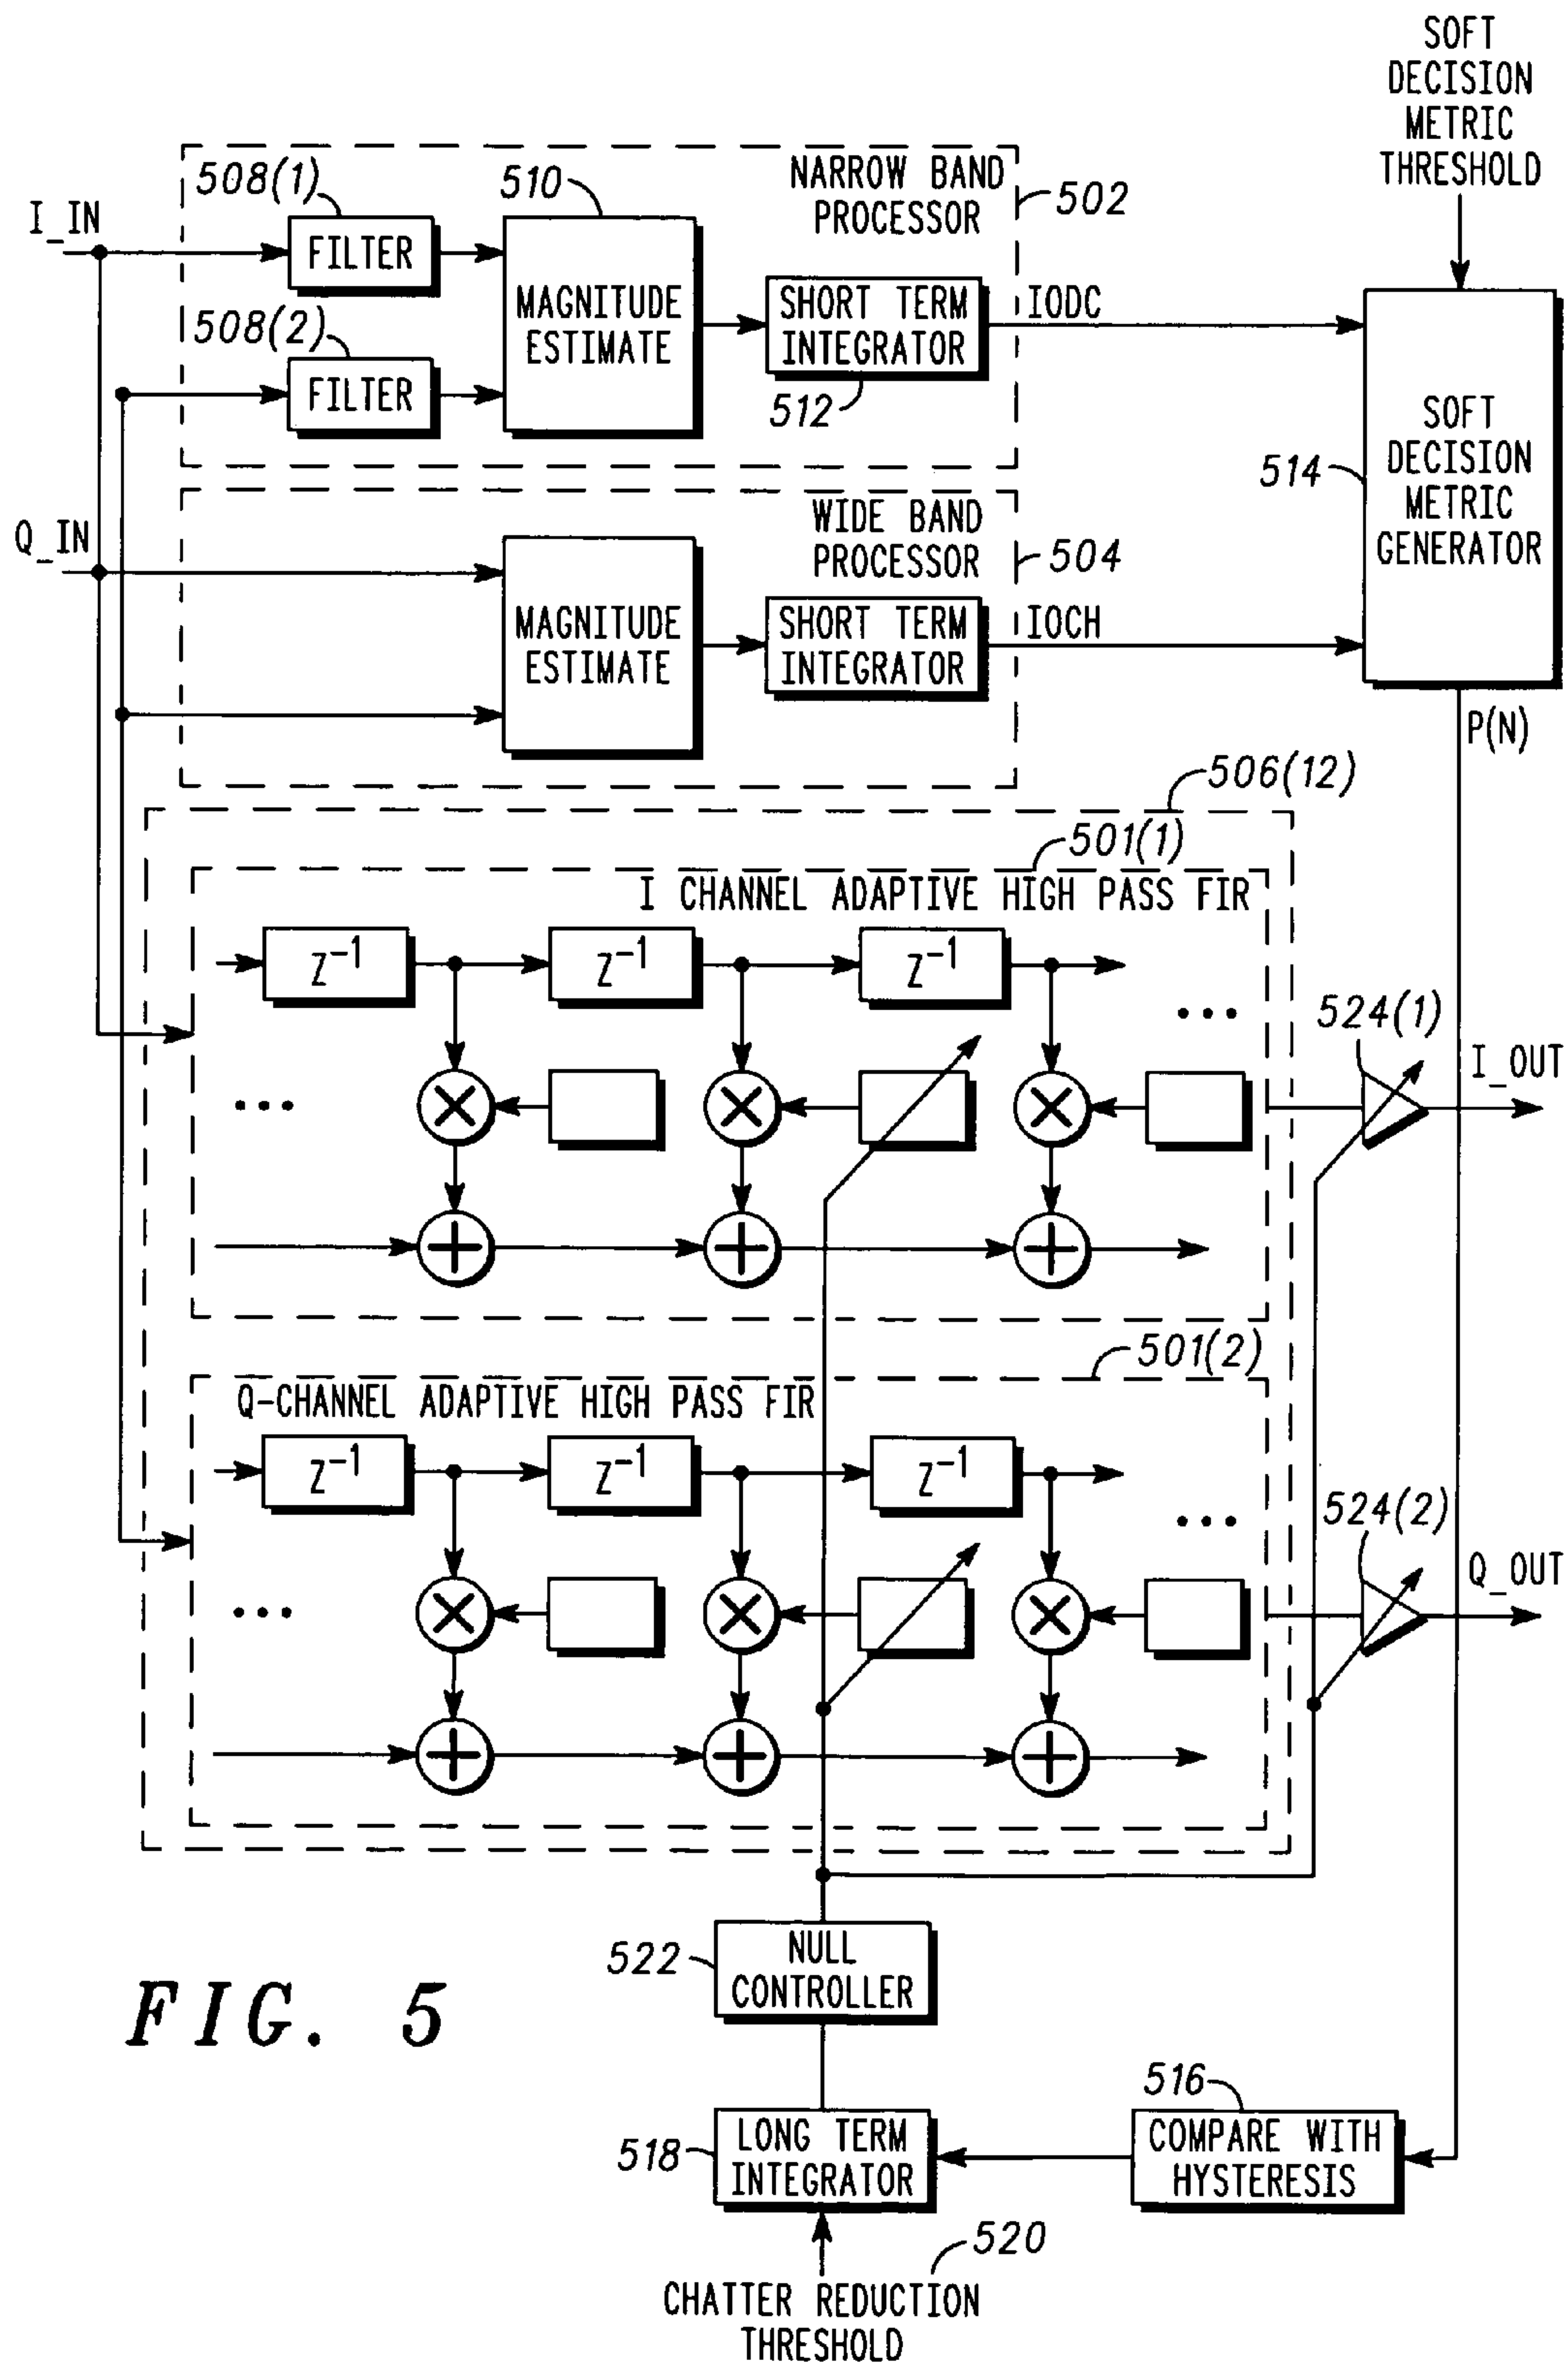 SOFT
DECISION
METRIC
THRESHOLD
NARROW BAND
PROCESSOR
502
508(1)
510
I_IN
FILTER
MAGNITUDE
ESTIMATE
SHORT TERM
INTEGRATOR
512
IODC
508(2)
FILTER
SOFT
DECISION
METRIC
GENERATOR
514
Q_IN
WIDE BAND
PROCESSOR
504
MAGNITUDE
ESTIMATE
SHORT TERM
INTEGRATOR
IOCH
P(N)
506(12)
501(1)
I CHANNEL ADAPTIVE HIGH PASS FIR
Z-1
Z-1
Z-1
...
524(1)
I_OUT
...
501(2)
Q-CHANNEL ADAPTIVE HIGH PASS FIR
Z-1
Z-1
Z-1
...
524(2)
Q_OUT
...
522
NULL
CONTROLLER
FIG. 5
516
518
LONG TERM
INTEGRATOR
COMPARE WITH
HYSTERESIS
520
CHATTER REDUCTION
THRESHOLD